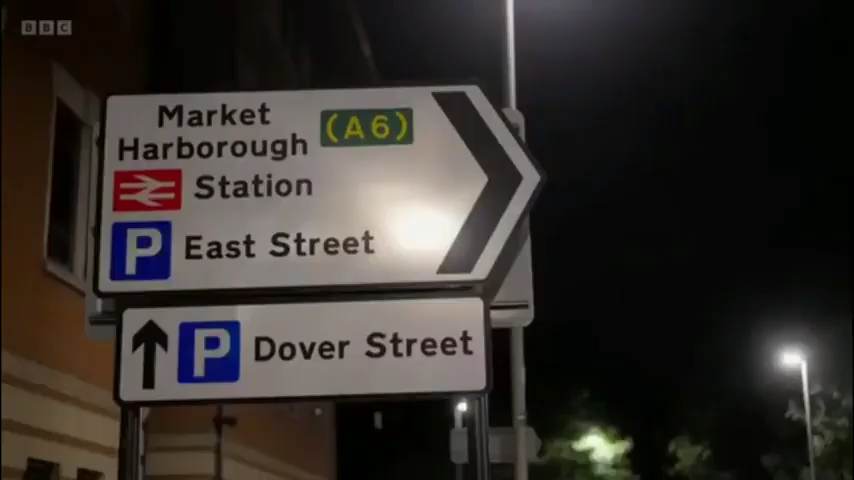 BBC
Market
Harborough (A6)
Station
P East Street
P Dover Street